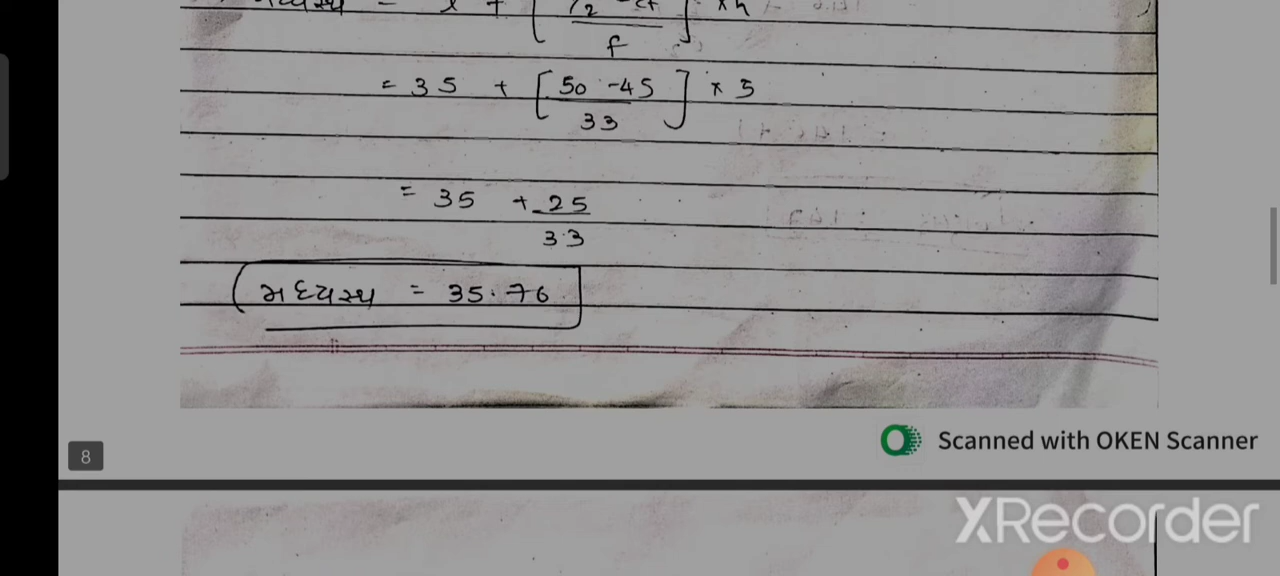 f
= 35 + [ 50 - 45 / 33 ] × 5
= 35 + 25 / 33
મધ્યસ્થ = 35.76
8
Scanned with OKEN Scanner
XRecorder